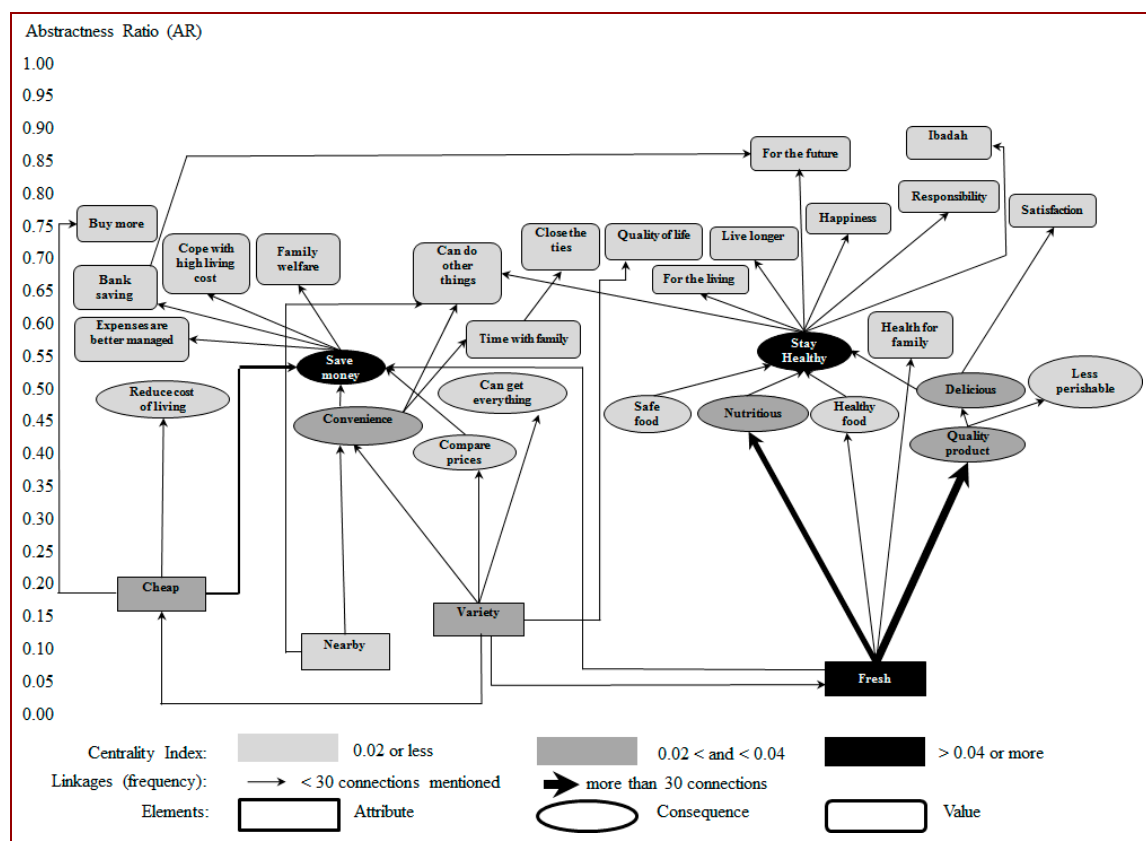 Abstractness Ratio (AR)
1.00
0.95
0.90
0.85
0.80
0.75
0.70
0.65
0.60
0.55
0.50
0.45
0.40
0.35
0.30
0.25
0.20
0.15
0.10
0.05
0.00
Ibadah
For the future
Responsibility
Satisfaction
Happiness
Buy more
Cope with
high living
cost
Family
welfare
Can do
other
things
Close the
ties
Quality of life
Live longer
For the living
Bank
saving
Expenses are
better managed
Time with family
Health for
family
Save
money
Stay
Healthy
Reduce cost
of living
Can get
everything
Less
perishable
Delicious
Convenience
Safe
food
Nutritious
Healthy
food
Compare
prices
Quality
product
Cheap
Variety
Nearby
Fresh
Centrality Index:
0.02 or less
0.02 < and < 0.04
> 0.04 or more
Linkages (frequency):
< 30 connections mentioned
more than 30 connections
Elements:
Attribute
Consequence
Value